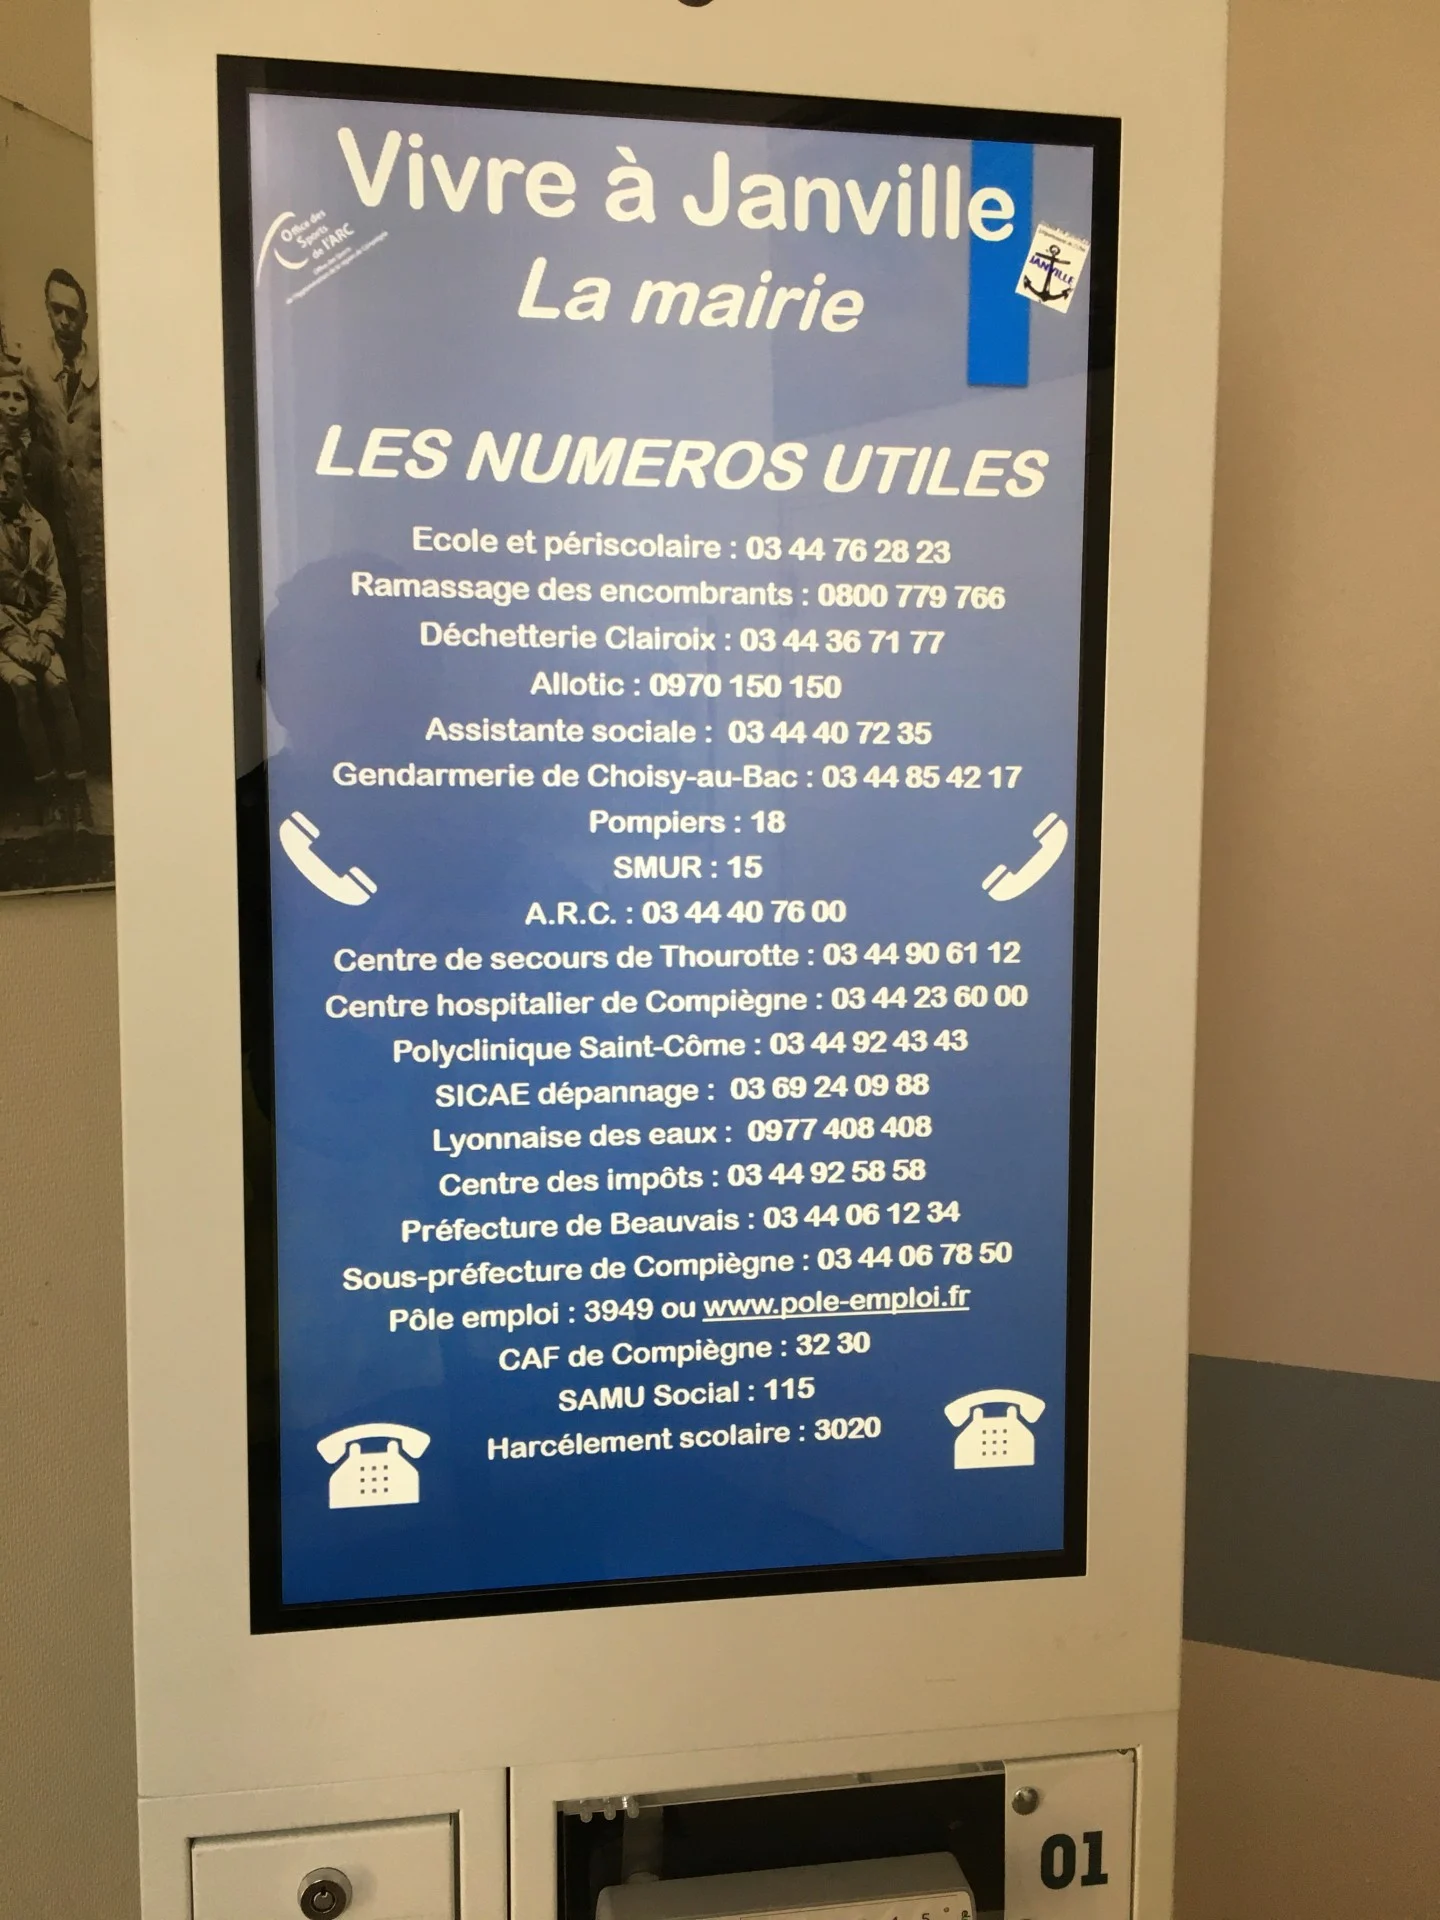 Vivre à Janville
La mairie
Office des
Sports
de l'ARC
JANVILLE
LES NUMEROS UTILES
Ecole et périscolaire : 03 44 76 28 23
Ramassage des encombrants : 0800 779 766
Déchetterie Clairoix : 03 44 36 71 77
Allotic : 0970 150 150
Assistante sociale : 03 44 40 72 35
Gendarmerie de Choisy-au-Bac : 03 44 85 42 17
Pompiers : 18
SMUR : 15
A.R.C. : 03 44 40 76 00
Centre de secours de Thourotte : 03 44 90 61 12
Centre hospitalier de Compiègne : 03 44 23 60 00
Polyclinique Saint-Côme : 03 44 92 43 43
SICAE dépannage : 03 69 24 09 88
Lyonnaise des eaux : 0977 408 408
Centre des impôts : 03 44 92 58 58
Préfecture de Beauvais : 03 44 06 12 34
Sous-préfecture de Compiègne : 03 44 06 78 50
Pôle emploi : 3949 ou www.pole-emploi.fr
CAF de Compiègne : 32 30
SAMU Social : 115
Harcélement scolaire : 3020
01